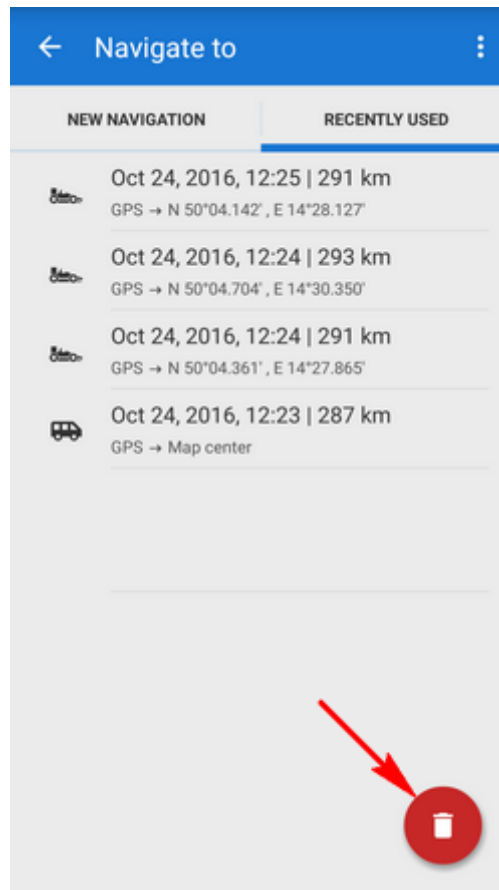 Navigate to
NEW NAVIGATION
RECENTLY USED
Oct 24, 2016, 12:25 | 291 km
GPS → N 50°04.142' , E 14°28.127'
Oct 24, 2016, 12:24 | 293 km
GPS → N 50°04.704' , E 14°30.350'
Oct 24, 2016, 12:24 | 291 km
GPS → N 50°04.361' , E 14°27.865'
Oct 24, 2016, 12:23 | 287 km
GPS → Map center